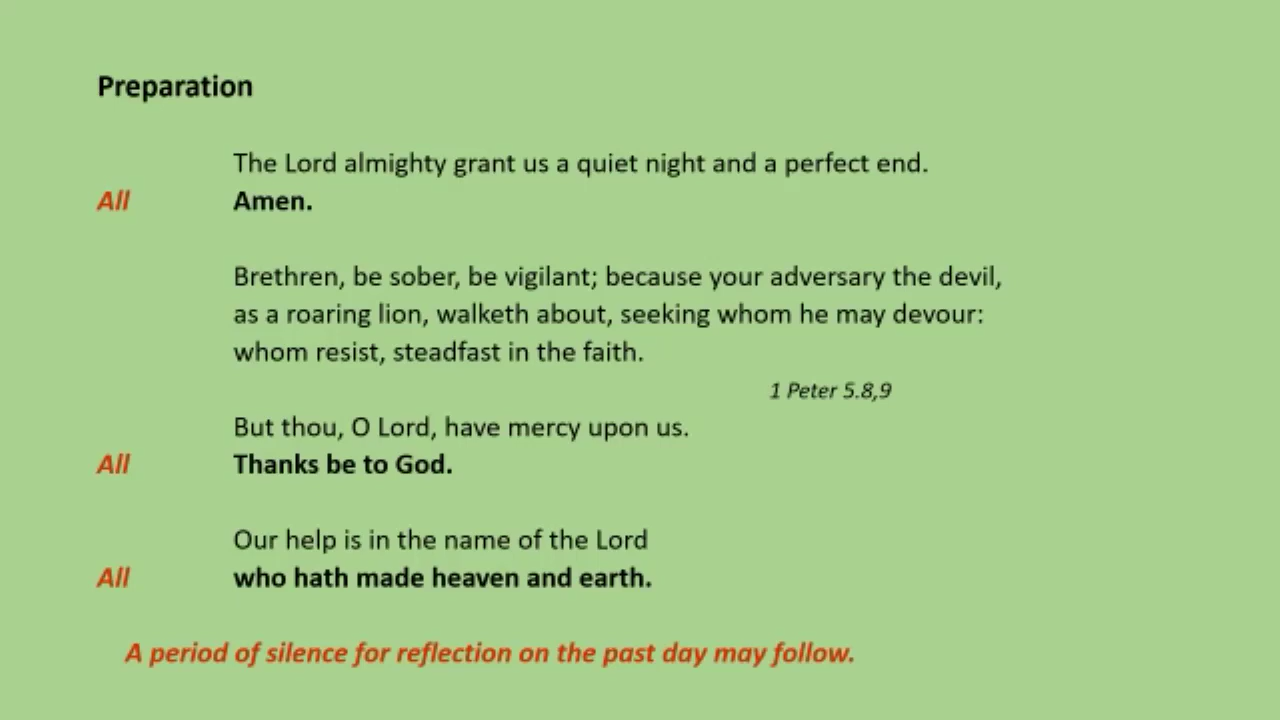 Preparation
The Lord almighty grant us a quiet night and a perfect end.
All Amen.
Brethren, be sober, be vigilant; because your adversary the devil,
as a roaring lion, walketh about, seeking whom he may devour:
whom resist, steadfast in the faith.
1 Peter 5.8,9
But thou, O Lord, have mercy upon us.
All Thanks be to God.
Our help is in the name of the Lord
All who hath made heaven and earth.
A period of silence for reflection on the past day may follow.